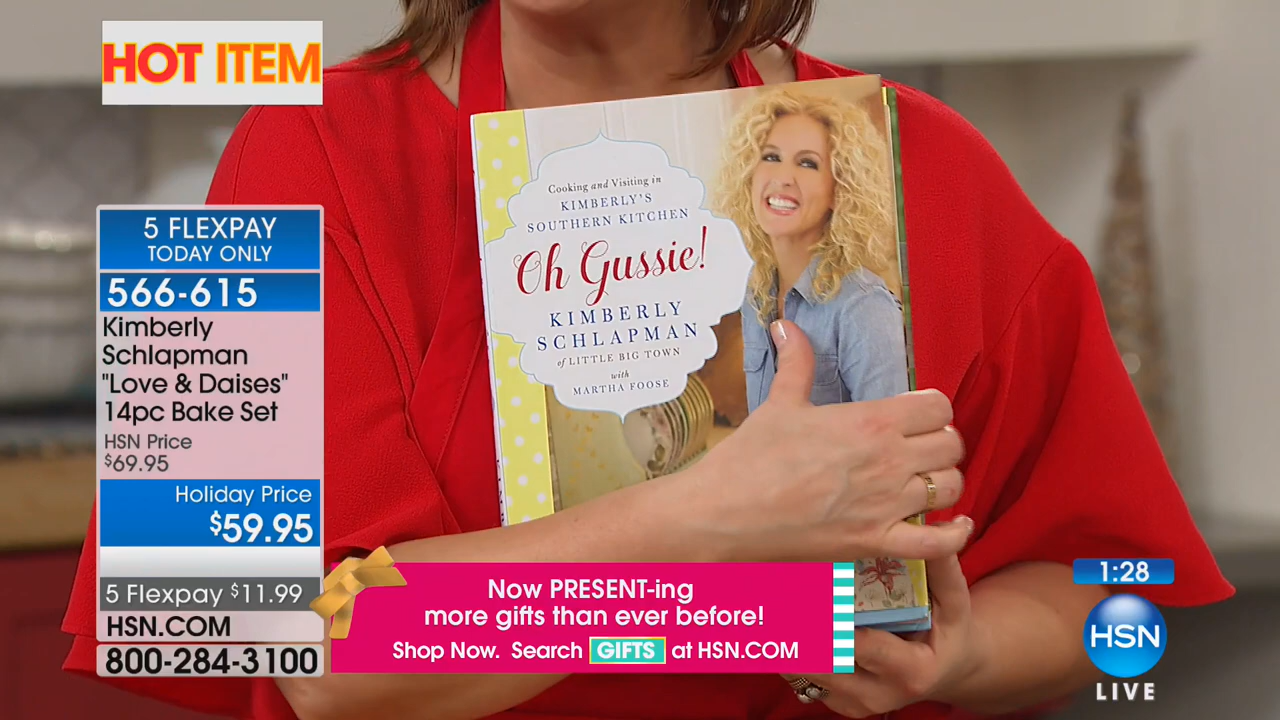 HOT ITEM
5 FLEXPAY
TODAY ONLY
566-615
Kimberly
Schlapman
"Love & Daises"
14pc Bake Set
HSN Price
$69.95
Holiday Price
$59.95
5 Flexpay $11.99
HSN.COM
800-284-3100
Cooking and Visiting in
KIMBERLY'S
SOUTHERN KITCHEN
Oh Gussie!
KIMBERLY
SCHLAPMAN
of LITTLE BIG TOWN
with
MARTHA FOOSE
Now PRESENT-ing
more gifts than ever before!
Shop Now. Search GIFTS at HSN.COM
1:28
HSN
LIVE